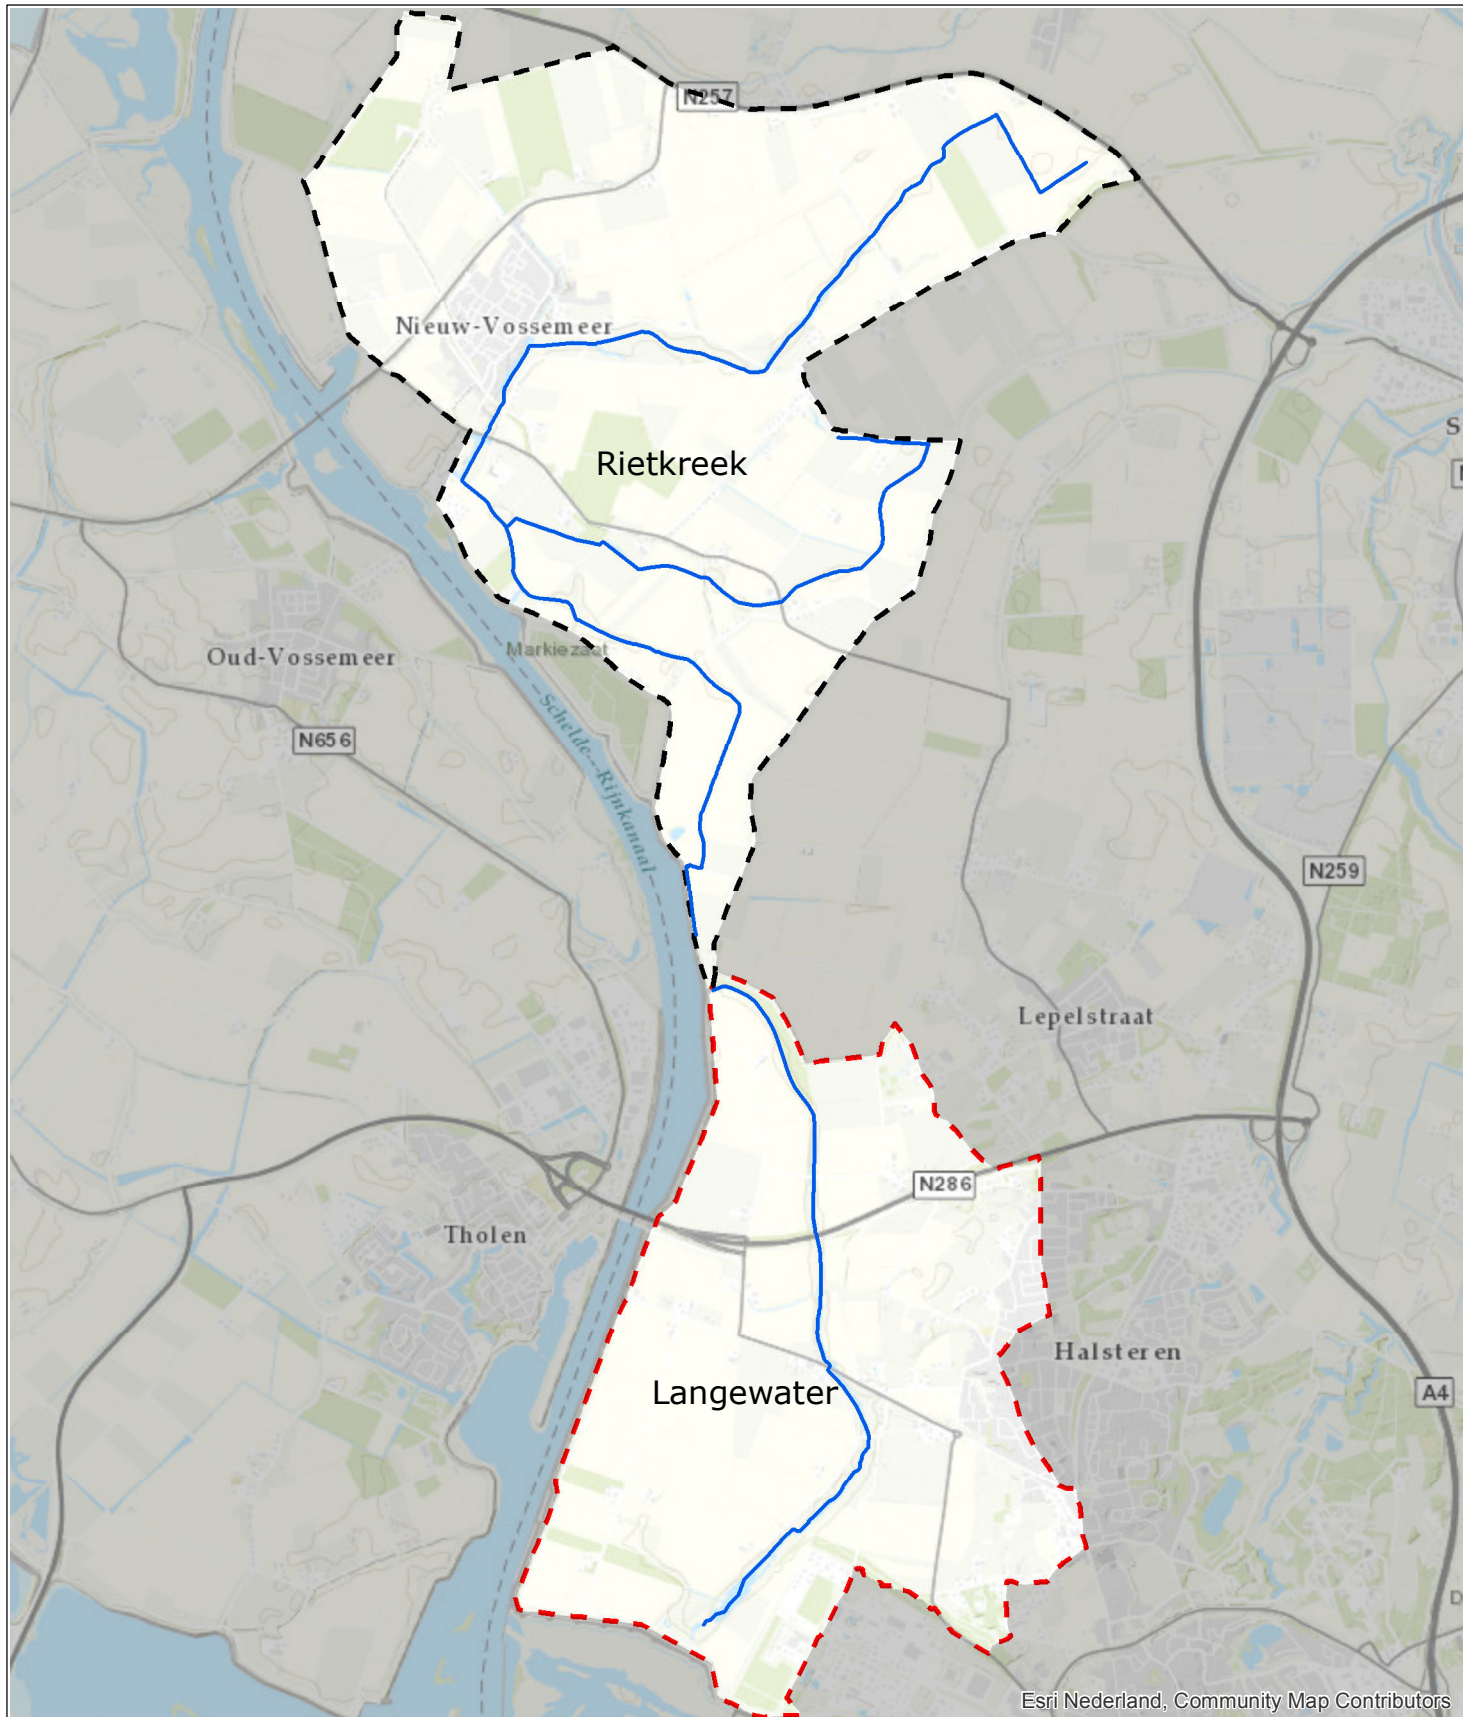 N257
Nieuw-Vossemeer
Rietkreek
S
Markiezaat
Oud-Vossemeer
Schelde-Rijnkanaal
N656
N259
Lepelstraat
N286
Tholen
Halsteren
Langewater
A4
D
Esri Nederland, Community Map Contributors